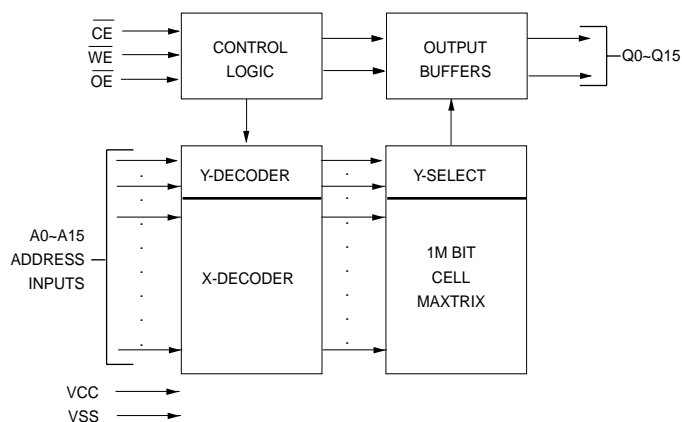 CE
WE
OE
CONTROL
LOGIC
OUTPUT
BUFFERS
Q0~Q15
A0~A15
ADDRESS
INPUTS
Y-DECODER
X-DECODER
Y-SELECT
1M BIT
CELL
MAXTRIX
VCC
VSS